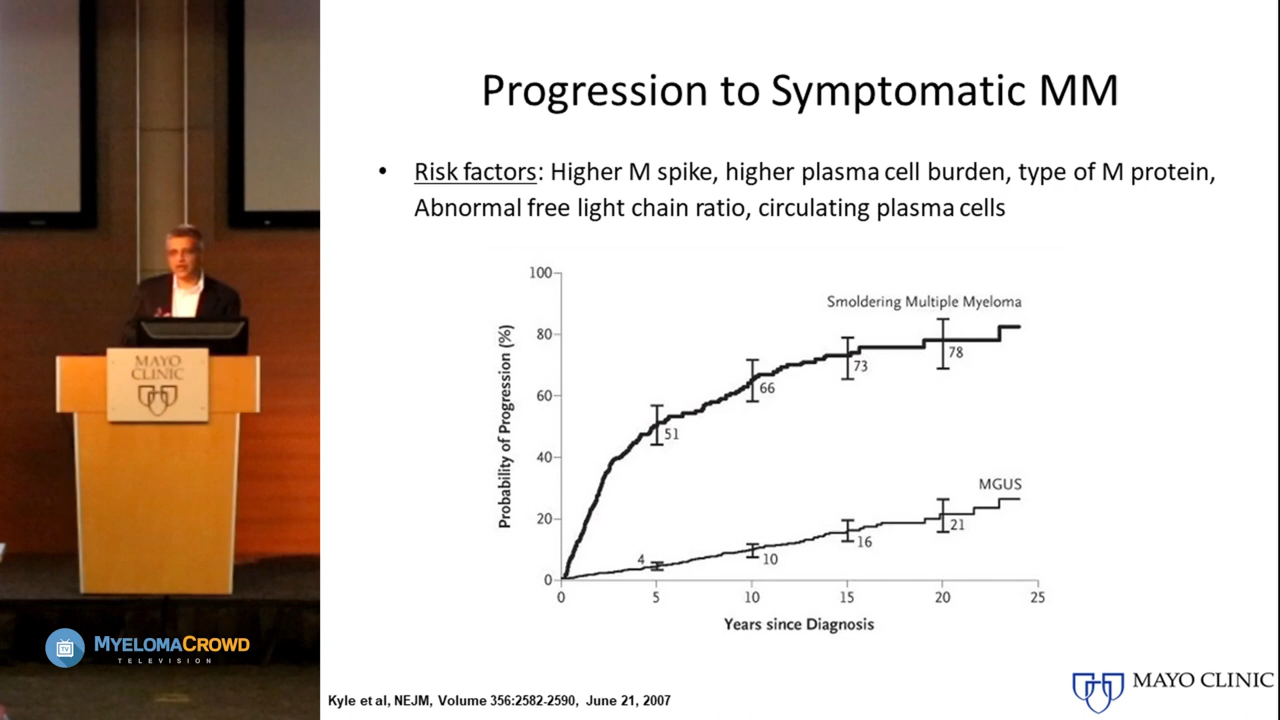 Progression to Symptomatic MM
• Risk factors: Higher M spike, higher plasma cell burden, type of M protein,
Abnormal free light chain ratio, circulating plasma cells
100
80
60
40
20
0
Probability of Progression (%)
Smoldering Multiple Myeloma
51
66
73
78
MGUS
4
10
16
21
0 5 10 15 20 25
Years since Diagnosis
Kyle et al, NEJM, Volume 356:2582-2590, June 21, 2007
MAYO CLINIC
MAYO
CLINIC
TV
MYELOMACROWD
TELEVISION